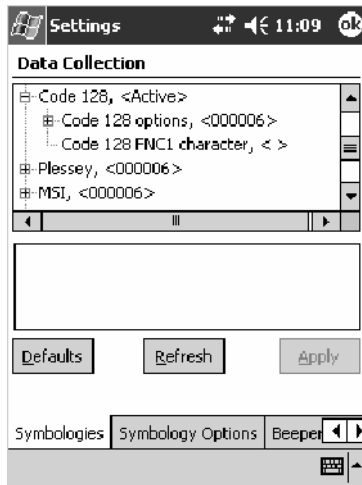 Settings 11:09 ok
Data Collection
Code 128, <Active>
Code 128 options, <000006>
Code 128 FNC1 character, < >
Plessey, <000006>
MSI, <000006>
Defaults Refresh Apply
Symbologies Symbology Options Beeper